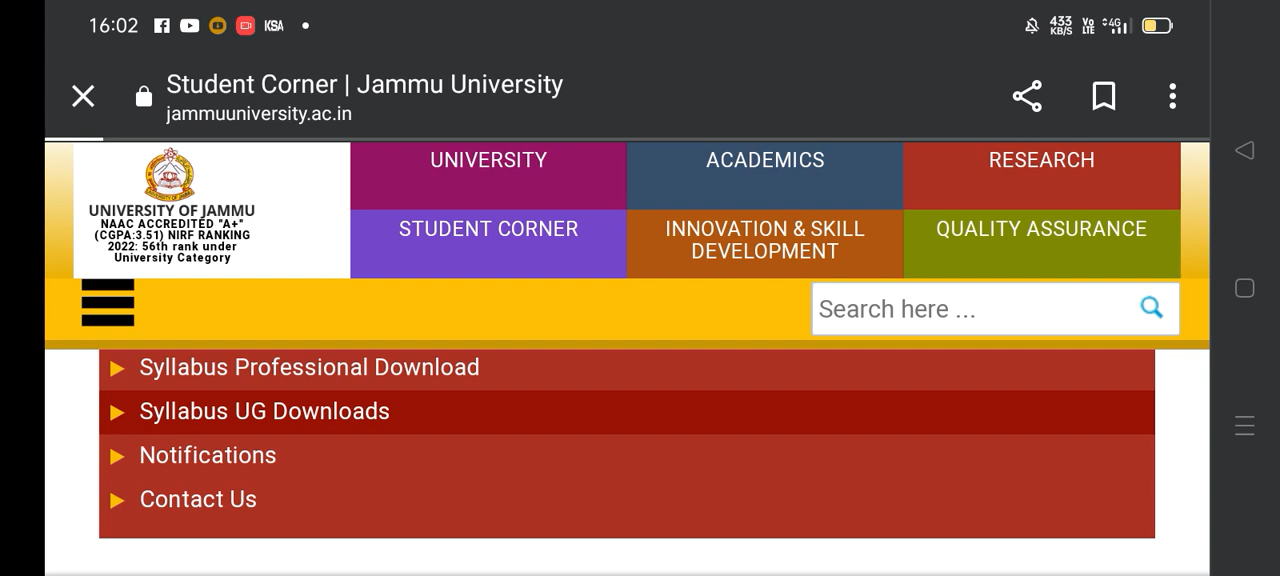 16:02 KSA 433 KB/S Vo LTE 4G
Student Corner | Jammu University
jammuuniversity.ac.in
UNIVERSITY OF JAMMU
NAAC ACCREDITED "A+"
(CGPA:3.51) NIRF RANKING
2022: 56th rank under
University Category
UNIVERSITY ACADEMICS RESEARCH
STUDENT CORNER INNOVATION & SKILL DEVELOPMENT QUALITY ASSURANCE
Search here ...
Syllabus Professional Download
Syllabus UG Downloads
Notifications
Contact Us